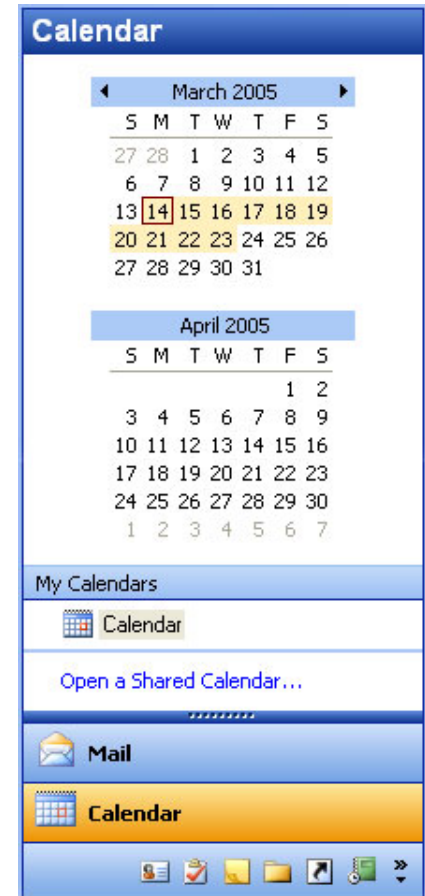 Calendar
March 2005
S M T W T F S
27 28 1 2 3 4 5
6 7 8 9 10 11 12
13 14 15 16 17 18 19
20 21 22 23 24 25 26
27 28 29 30 31
April 2005
S M T W T F S
1 2
3 4 5 6 7 8 9
10 11 12 13 14 15 16
17 18 19 20 21 22 23
24 25 26 27 28 29 30
1 2 3 4 5 6 7
My Calendars
Calendar
Open a Shared Calendar...
Mail
Calendar